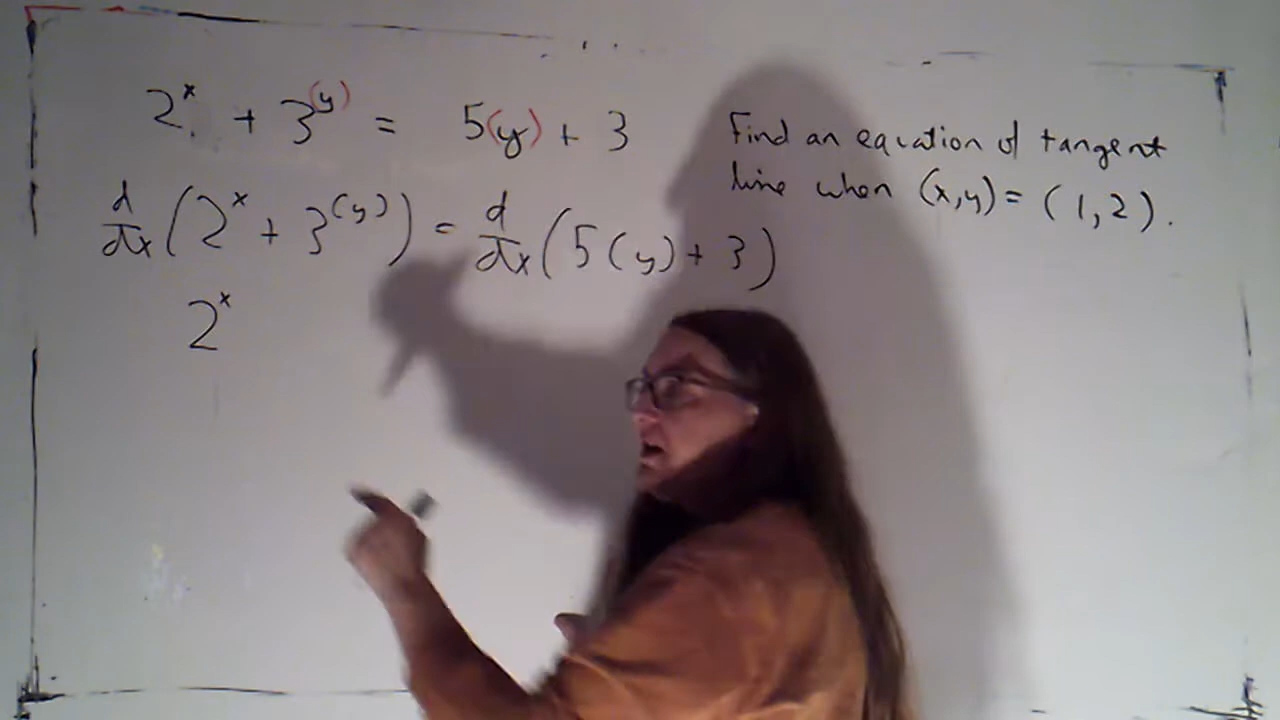 2^x + 3^(y) = 5(y) + 3
Find an equation of tangent
line when (x,y) = (1,2).
d/dx (2^x + 3^(y)) = d/dx (5(y) + 3)
2^x